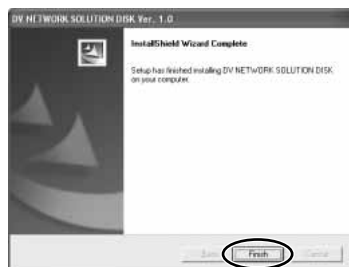 DV NETWORK SOLUTION DISK Ver. 1.0
InstallShield Wizard Complete
Setup has finished installing DV NETWORK SOLUTION DISK
on your computer.
Finish
Cancel